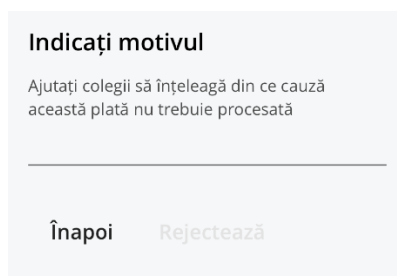 Indicați motivul
Ajutați colegii să înțeleagă din ce cauză
această plată nu trebuie procesată
Înapoi Rejectează